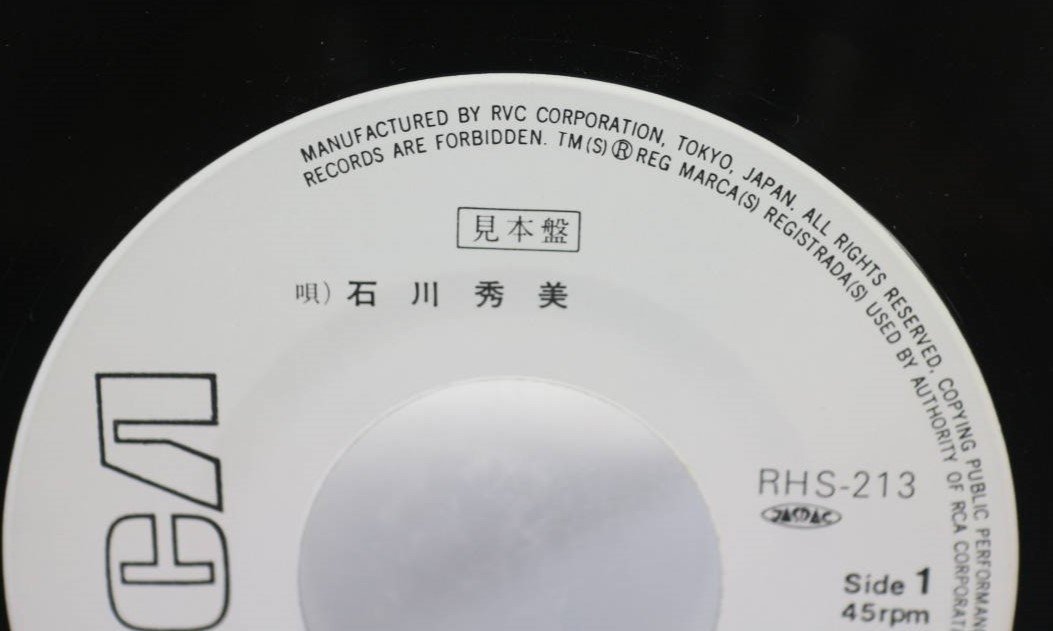 MANUFACTURED BY RVC CORPORATION, TOKYO, JAPAN. ALL RIGHTS RESERVED. COPYING PUBLIC PERFORMAN
RECORDS ARE FORBIDDEN. TM(S)® REG MARCA(S) REGISTRADA(S) USED BY AUTHORITY OF RCA CORPORATI
見本盤
唄) 石川秀美
RHS-213
JASRAC
Side 1
45rpm
CA